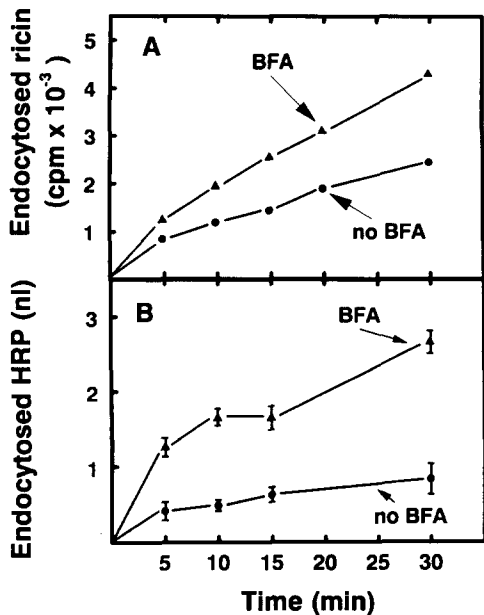 Endocytosed ricin
(cpm x 10⁻³)
5
4
3
2
1
A
BFA
no BFA
Endocytosed HRP (nl)
3
2
1
B
BFA
no BFA
5 10 15 20 25 30
Time (min)